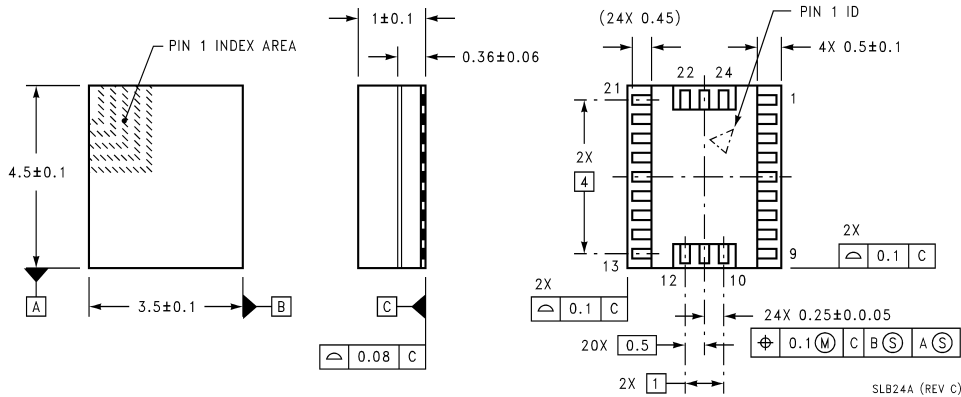 PIN 1 INDEX AREA
4.5±0.1
3.5±0.1
A
B
1±0.1
0.36±0.06
C
⌓ 0.08 C
(24X 0.45)
PIN 1 ID
4X 0.5±0.1
21
22 24
1
2X
4
13
12 10
9
2X
⌓ 0.1 C
2X
⌓ 0.1 C
24X 0.25±0.0.05
⌖ 0.1 Ⓜ C B Ⓢ A Ⓢ
20X 0.5
2X 1
SLB24A (REV C)